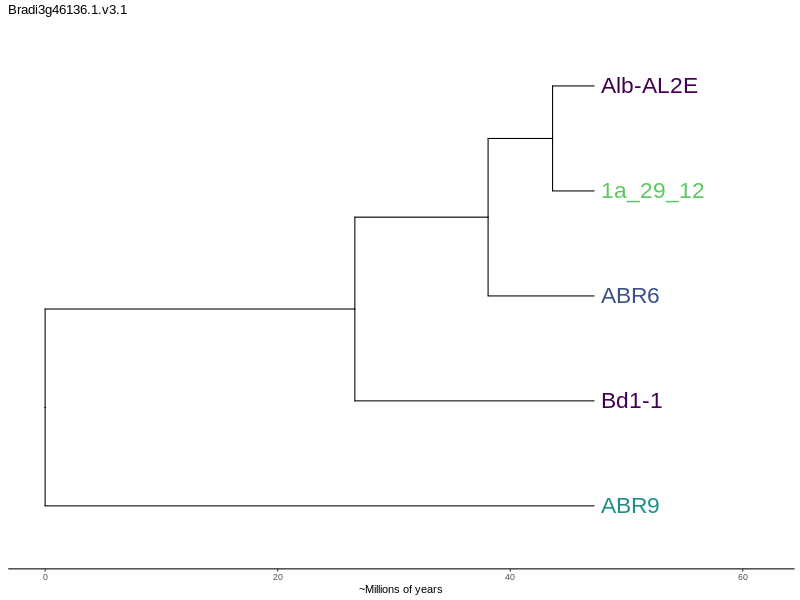 Bradi3g46136.1.v3.1
Alb-AL2E
1a_29_12
ABR6
Bd1-1
ABR9
0 20 40 60
~Millions of years